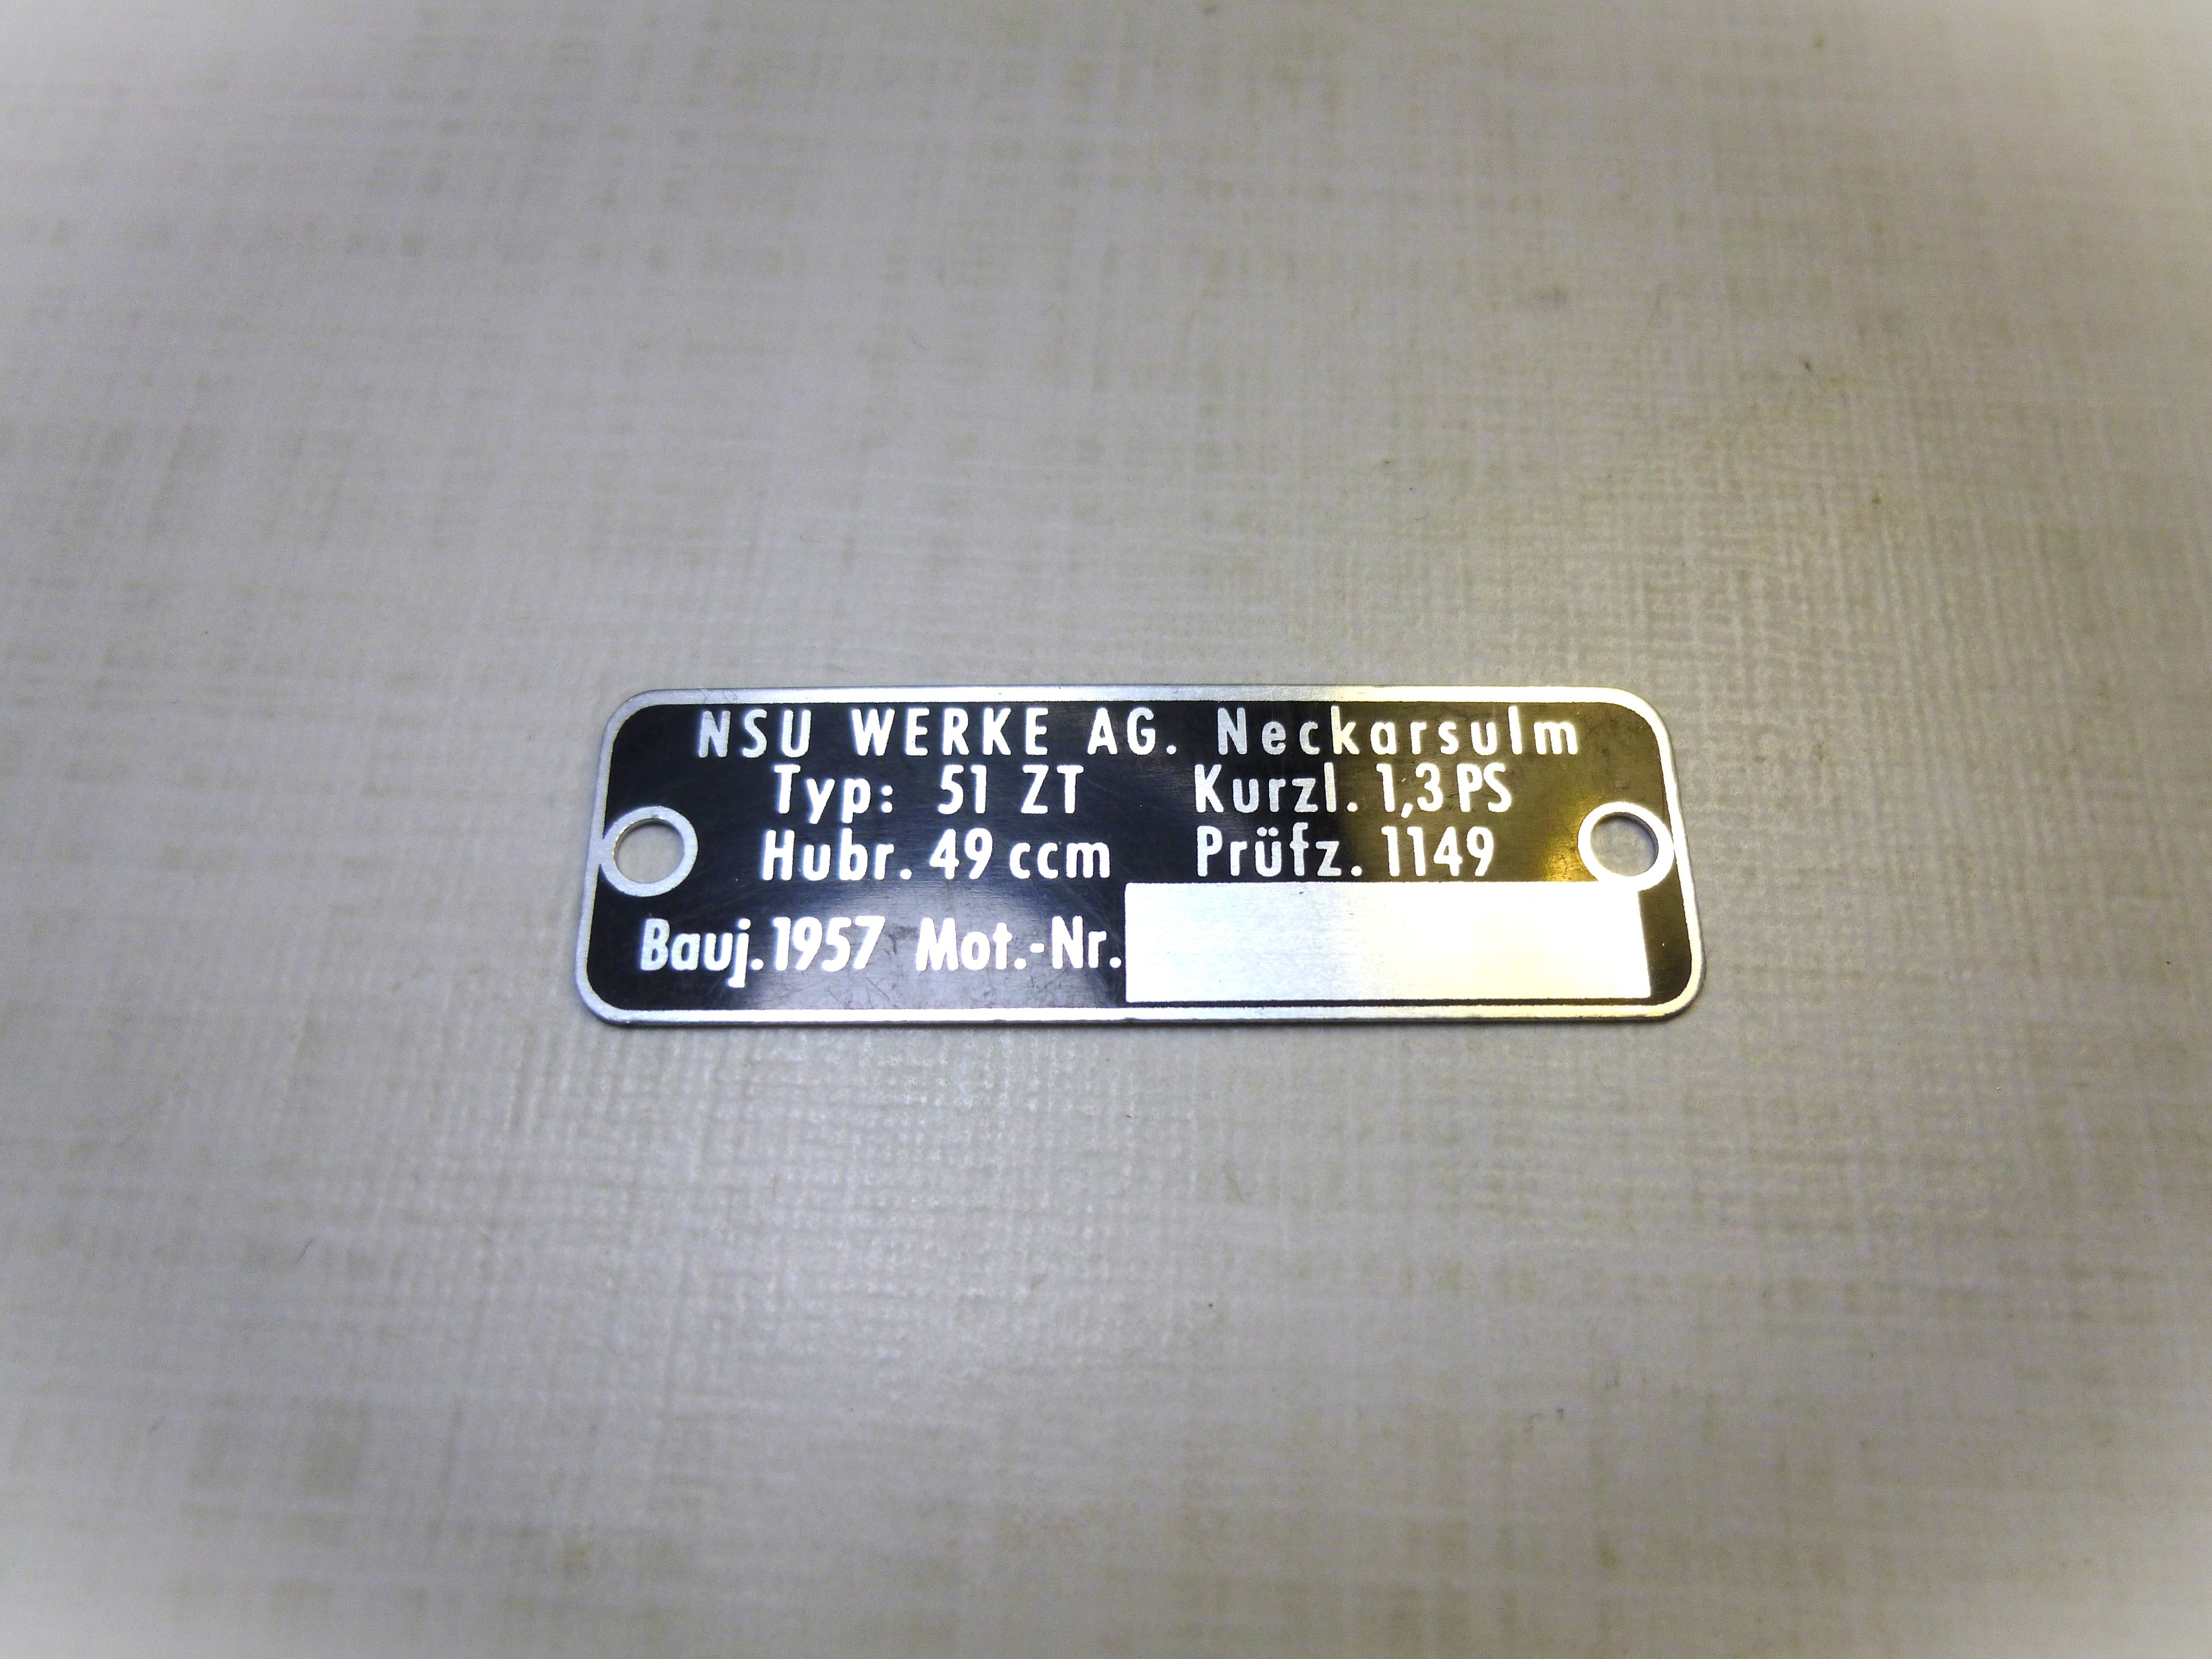 NSU WERKE AG. Neckarsulm
Typ: 51 ZT Kurzl. 1,3 PS
Hubr. 49 ccm Prüfz. 1149
Bauj. 1957 Mot.-Nr.